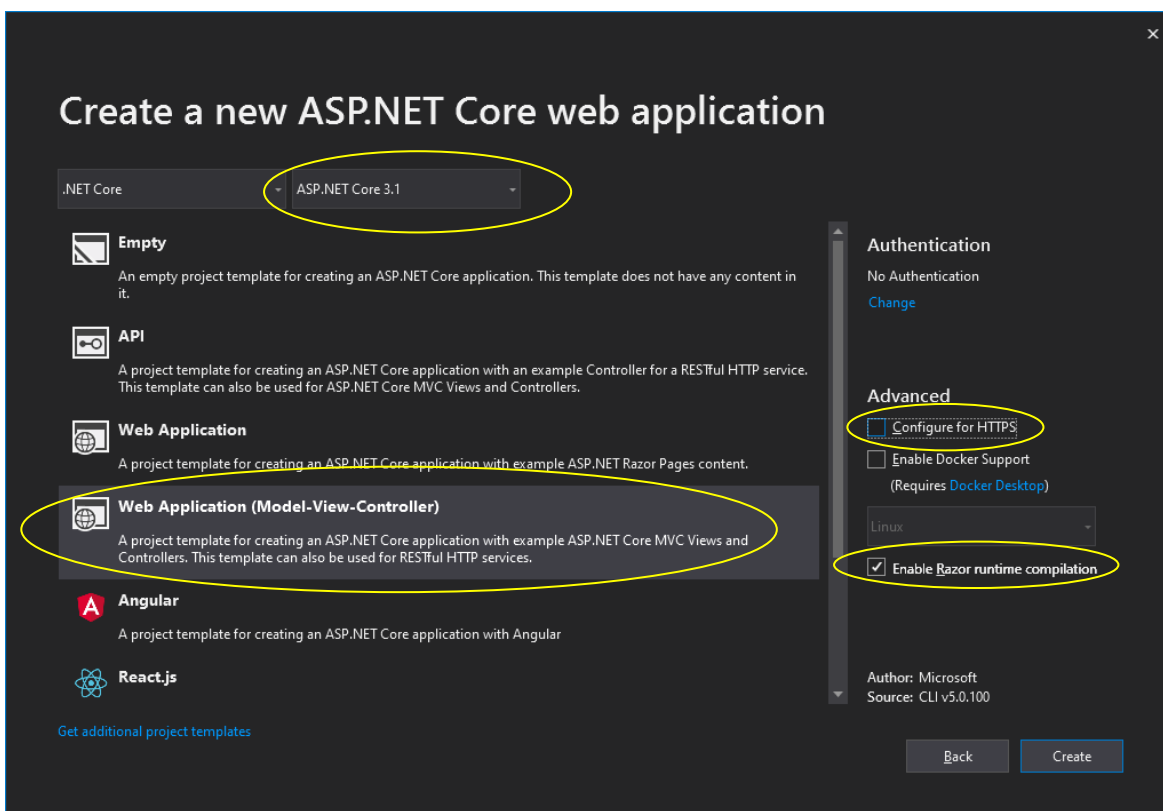 Create a new ASP.NET Core web application
.NET Core
ASP.NET Core 3.1
Empty
An empty project template for creating an ASP.NET Core application. This template does not have any content in
it.
API
A project template for creating an ASP.NET Core application with an example Controller for a RESTful HTTP service.
This template can also be used for ASP.NET Core MVC Views and Controllers.
Web Application
A project template for creating an ASP.NET Core application with example ASP.NET Razor Pages content.
Web Application (Model-View-Controller)
A project template for creating an ASP.NET Core application with example ASP.NET Core MVC Views and
Controllers. This template can also be used for RESTful HTTP services.
Angular
A project template for creating an ASP.NET Core application with Angular
React.js
Get additional project templates
Authentication
No Authentication
Change
Advanced
Configure for HTTPS
Enable Docker Support
(Requires Docker Desktop)
Linux
Enable Razor runtime compilation
Author: Microsoft
Source: CLI v5.0.100
Back
Create